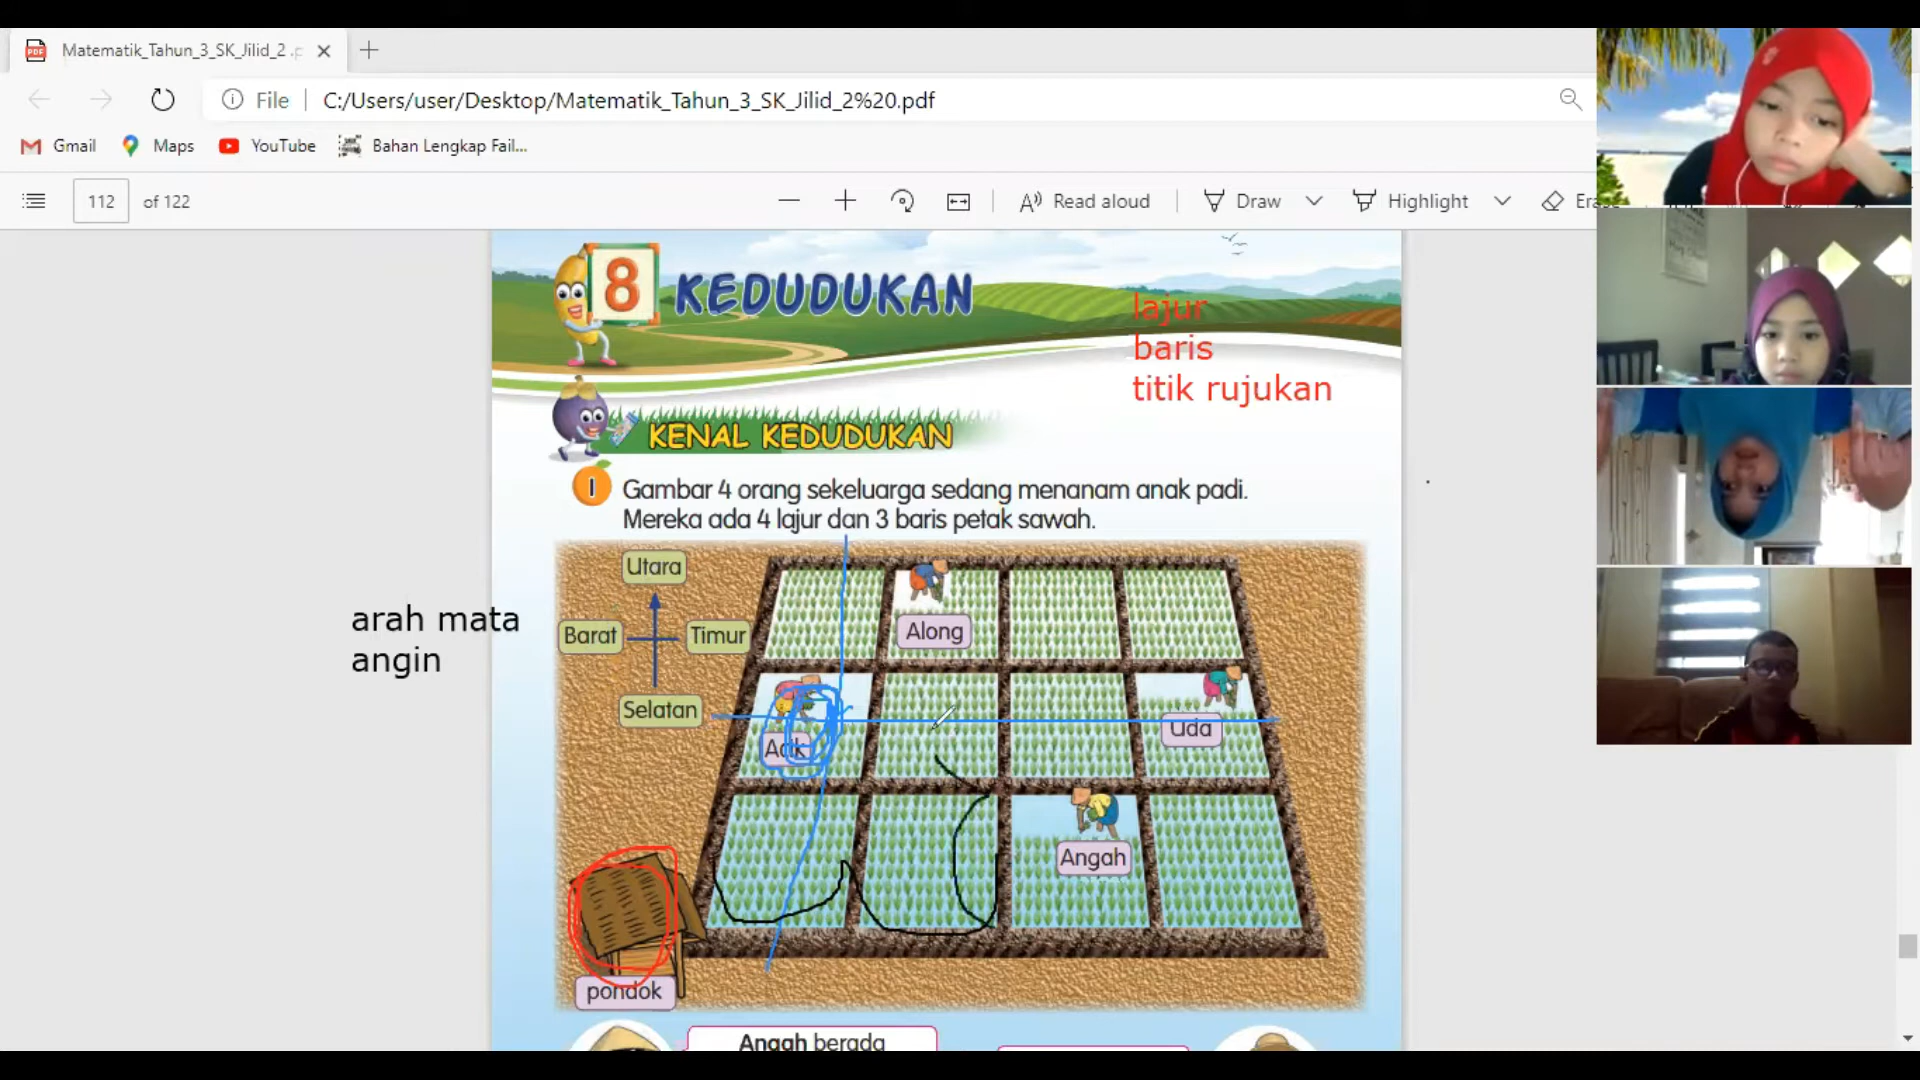 Matematik_Tahun_3_SK_Jilid_2 .p
File
C:/Users/user/Desktop/Matematik_Tahun_3_SK_Jilid_2%20.pdf
Gmail
Maps
YouTube
Bahan Lengkap Fail...
112
of 122
Read aloud
Draw
Highlight
8
KEDUDUKAN
lajur
baris
titik rujukan
KENAL KEDUDUKAN
1
Gambar 4 orang sekeluarga sedang menanam anak padi.
Mereka ada 4 lajur dan 3 baris petak sawah.
arah mata
angin
Utara
Barat
Timur
Selatan
Along
Uda
Angah
pondok
Angah berada